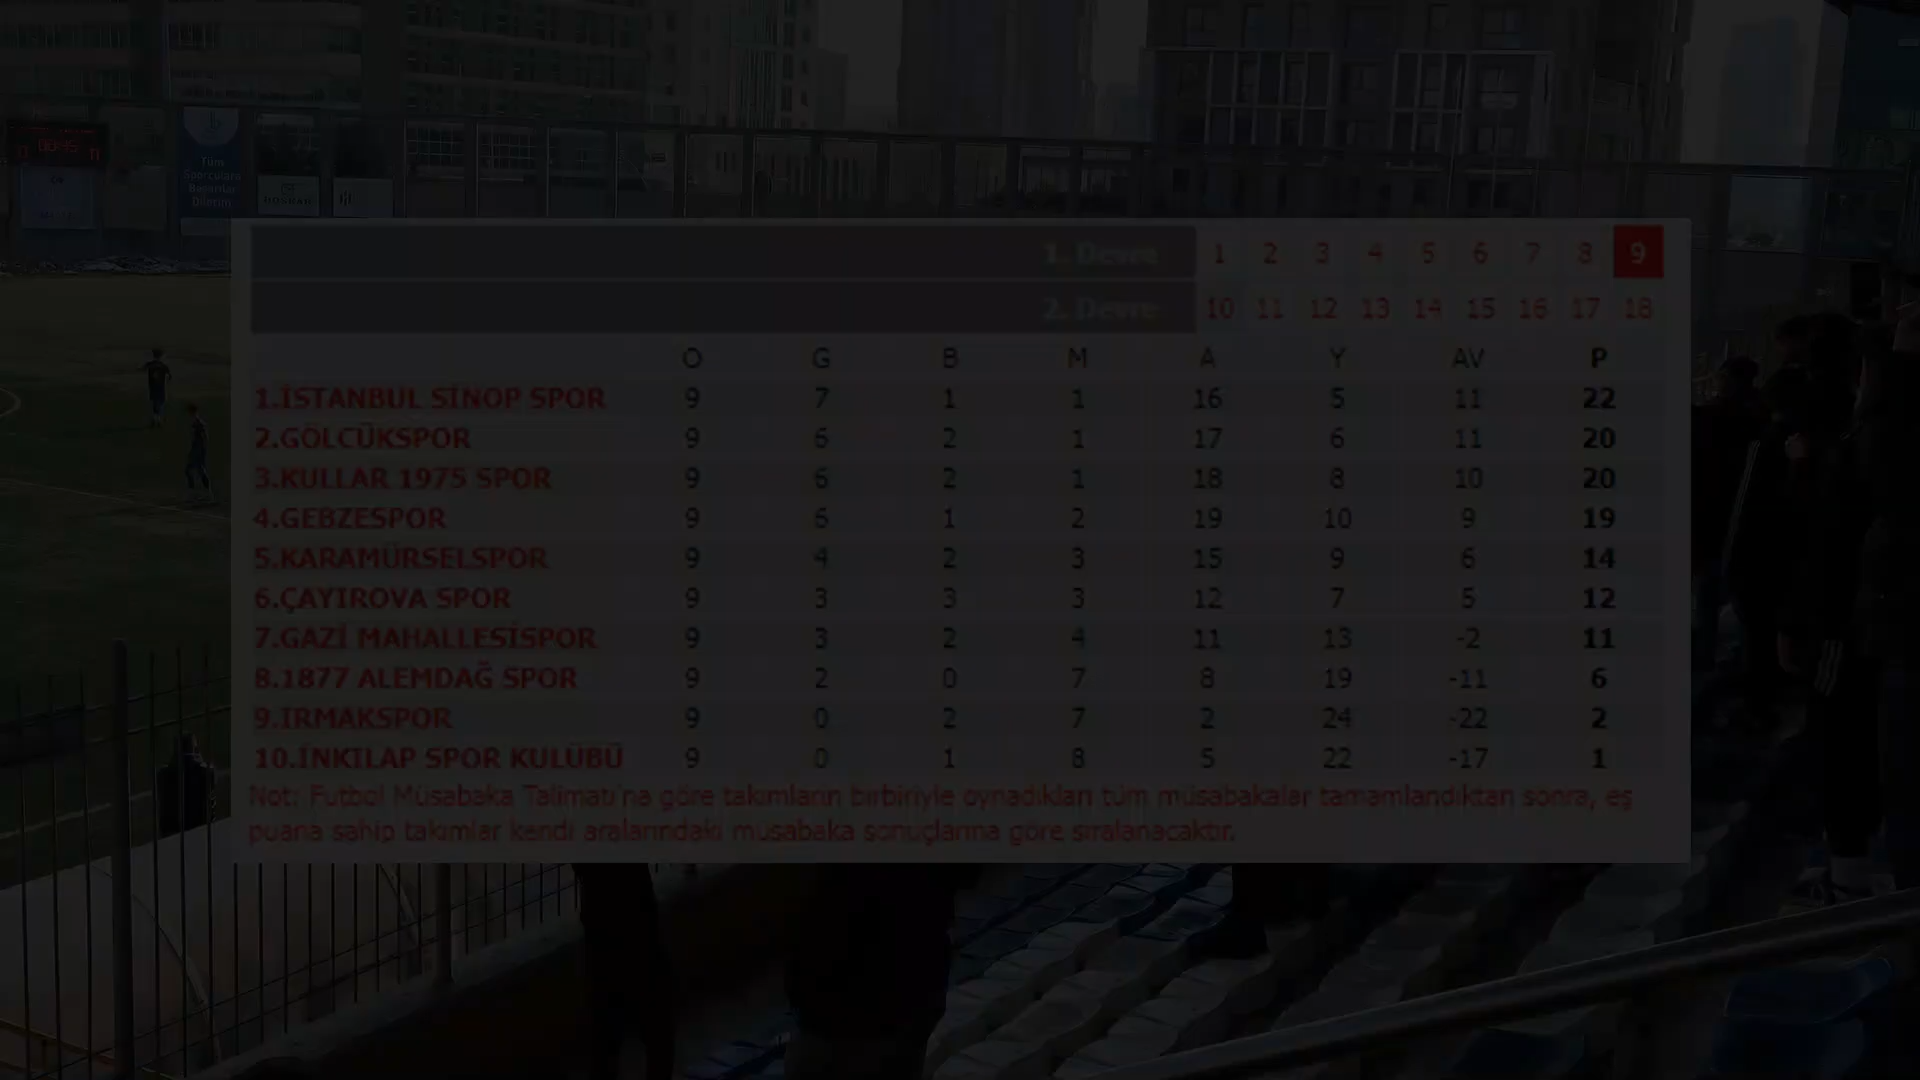 00:45
Tüm
Sporculara
Başarılar
Dilerim
1. Devre 1 2 3 4 5 6 7 8 9
2. Devre 10 11 12 13 14 15 16 17 18
O G B M A Y AV P
1.İSTANBUL SİNOP SPOR 9 7 1 1 16 5 11 22
2.GÖLCÜKSPOR 9 6 2 1 17 6 11 20
3.KULLAR 1975 SPOR 9 6 2 1 18 8 10 20
4.GEBZESPOR 9 6 1 2 19 10 9 19
5.KARAMÜRSELSPOR 9 4 2 3 15 9 6 14
6.ÇAYIROVA SPOR 9 3 3 3 12 7 5 12
7.GAZİ MAHALLESİSPOR 9 3 2 4 11 13 -2 11
8.1877 ALEMDAĞ SPOR 9 2 0 7 8 19 -11 6
9.IRMAKSPOR 9 0 2 7 2 24 -22 2
10.İNKILAP SPOR KULÜBÜ 9 0 1 8 5 22 -17 1
Not: Futbol Müsabaka Talimatı'na göre takımların birbiriyle oynadıkları tüm müsabakalar tamamlandıktan sonra, eş
puana sahip takımlar kendi aralarındaki müsabaka sonuçlarına göre sıralanacaktır.